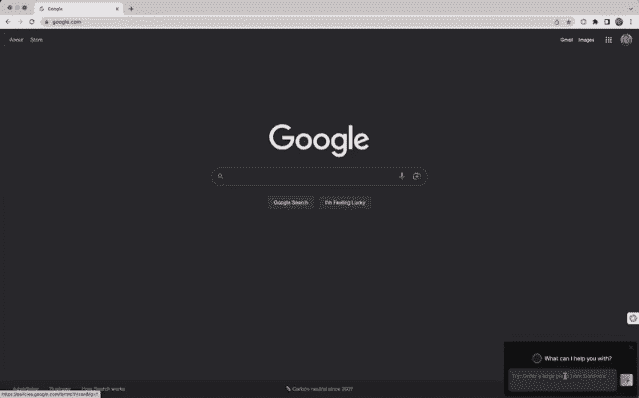 Google
google.com
About Store
Gmail Images
Google
Google Search I'm Feeling Lucky
What can I help you with?
Advertising Business How Search works
Carbon neutral since 2007